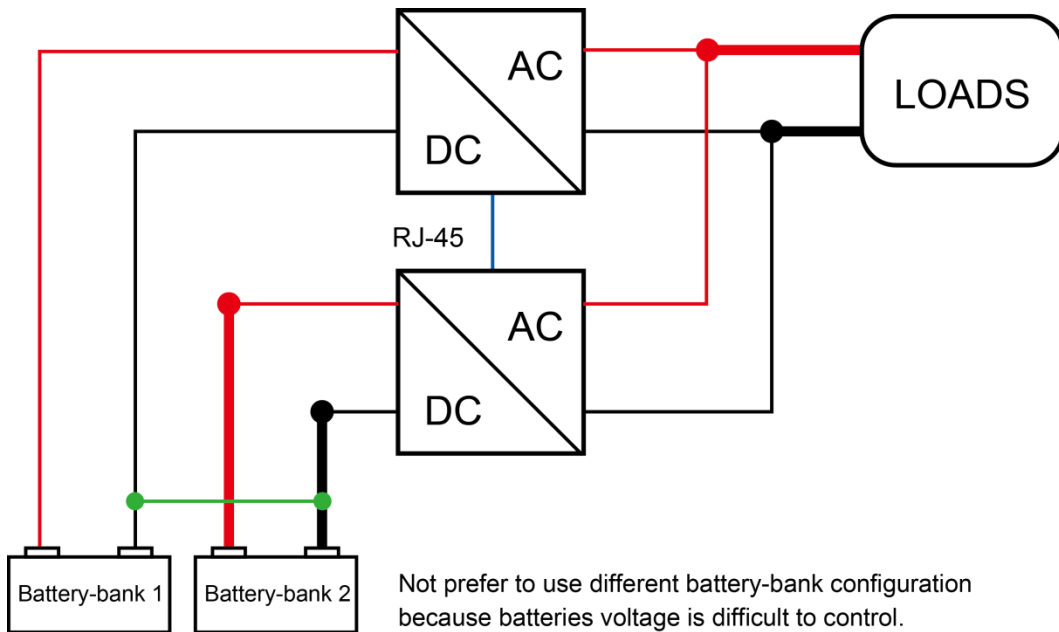 AC
DC
LOADS
RJ-45
AC
DC
Battery-bank 1
Battery-bank 2
Not prefer to use different battery-bank configuration
because batteries voltage is difficult to control.